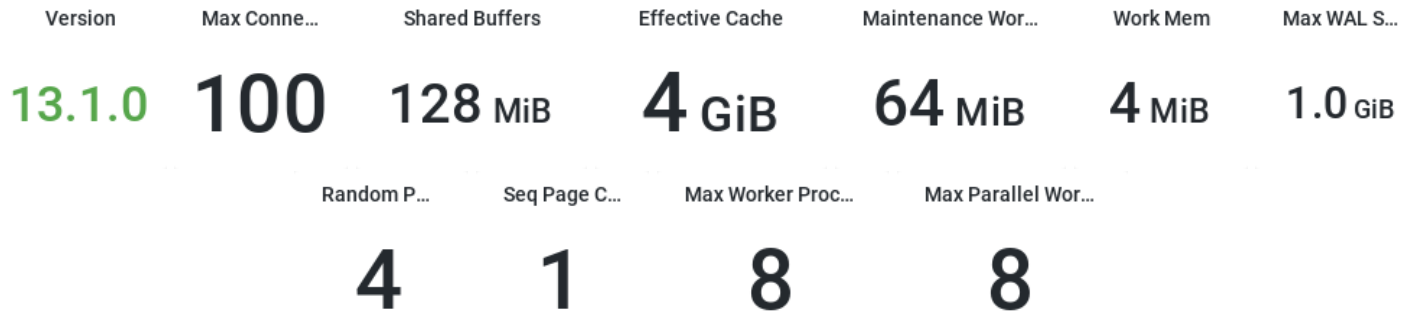 Version Max Conne... Shared Buffers Effective Cache Maintenance Wor... Work Mem Max WAL S...
13.1.0 100 128 MiB 4 GiB 64 MiB 4 MiB 1.0 GiB
Random P... Seq Page C... Max Worker Proc... Max Parallel Wor...
4 1 8 8